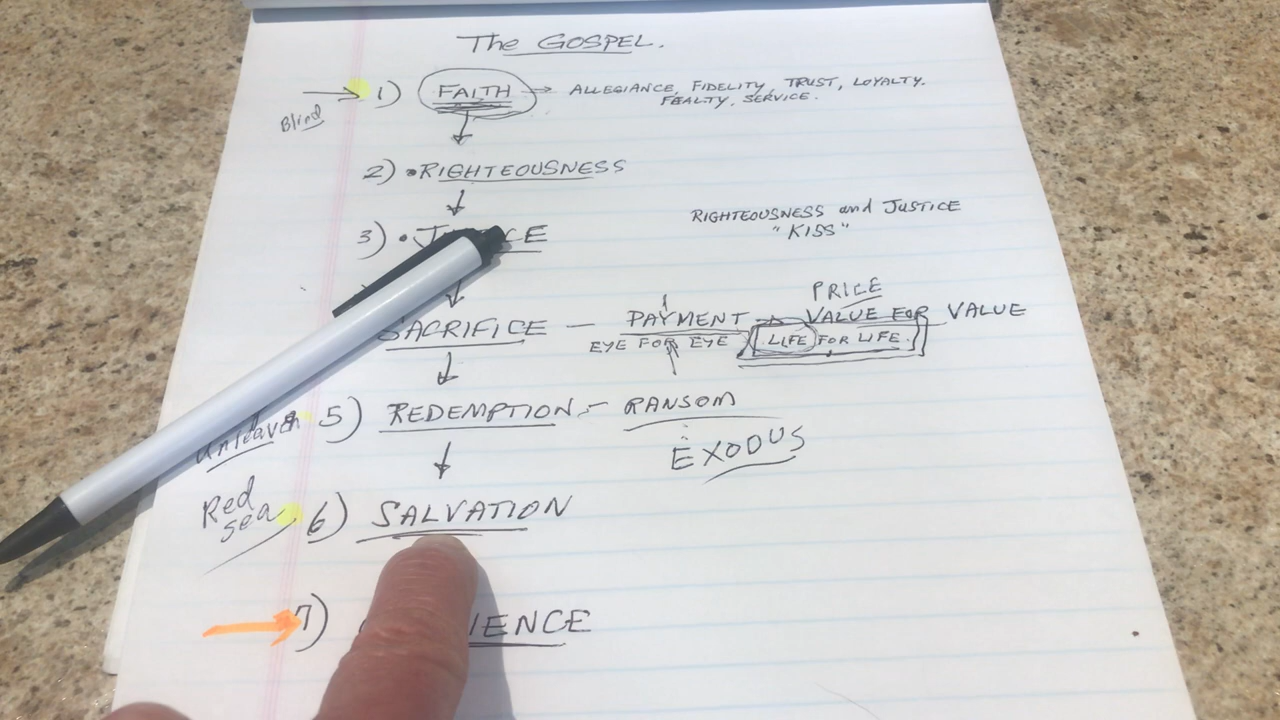 The GOSPEL.
1) FAITH → ALLEGIANCE, FIDELITY, TRUST, LOYALTY.
FEALTY, SERVICE.
Blind
2) • RIGHTEOUSNESS
RIGHTEOUSNESS and JUSTICE
"KISS"
3) •
PRICE
SACRIFICE — PAYMENT → VALUE FOR VALUE
EYE FOR EYE LIFE FOR LIFE.
Unleaven 5) REDEMPTION - RANSOM
EXODUS
Red sea 6) SALVATION
7)